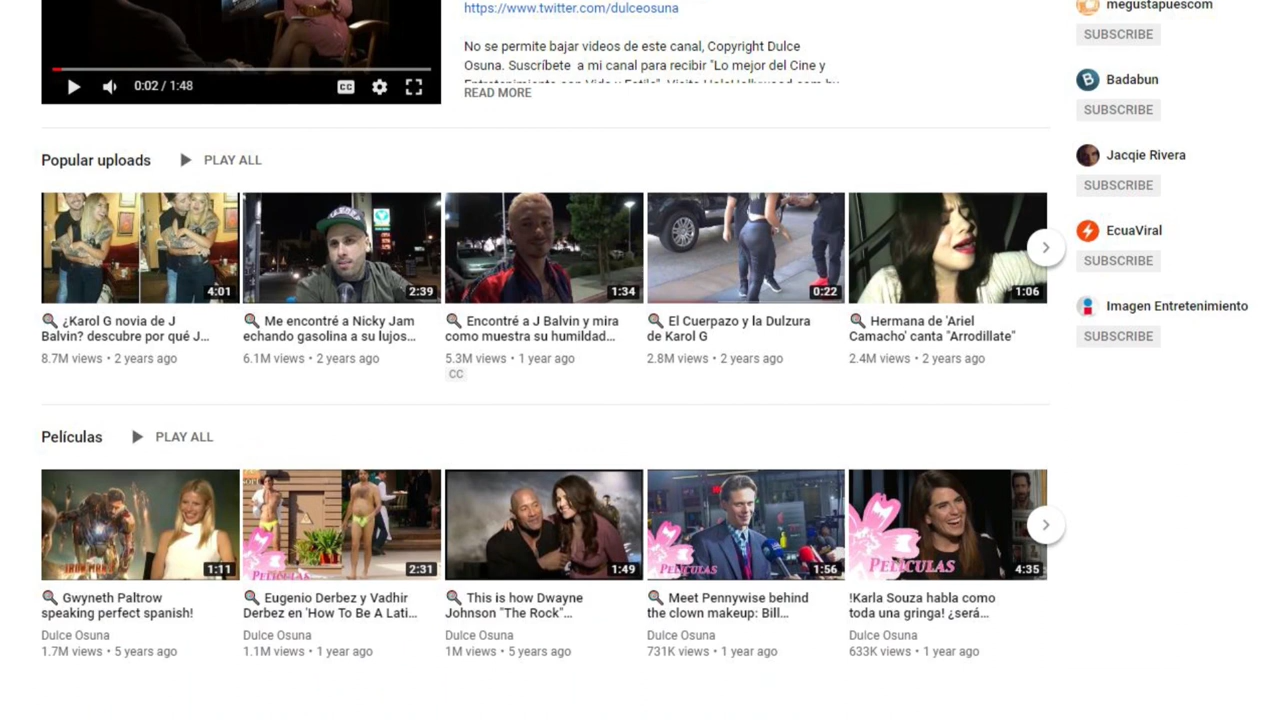 https://www.twitter.com/dulceosuna
No se permite bajar videos de este canal, Copyright Dulce
Osuna. Suscríbete a mi canal para recibir "Lo mejor del Cine y
READ MORE
0:02 / 1:48
CC
megustapuescom
SUBSCRIBE
Badabun
SUBSCRIBE
Jacqie Rivera
SUBSCRIBE
EcuaViral
SUBSCRIBE
Imagen Entretenimiento
SUBSCRIBE
Popular uploads
PLAY ALL
4:01
2:39
1:34
0:22
1:06
¿Karol G novia de J
Balvin? descubre por qué J...
8.7M views • 2 years ago
Me encontré a Nicky Jam
echando gasolina a su lujos...
6.1M views • 2 years ago
Encontré a J Balvin y mira
como muestra su humildad...
5.3M views • 1 year ago
CC
El Cuerpazo y la Dulzura
de Karol G
2.8M views • 2 years ago
Hermana de 'Ariel
Camacho' canta "Arrodillate"
2.4M views • 2 years ago
Películas
PLAY ALL
IRON MAN
1:11
PELÍCULAS
2:31
1:49
PELÍCULAS
1:56
PELÍCULAS
4:35
Gwyneth Paltrow
speaking perfect spanish!
Dulce Osuna
1.7M views • 5 years ago
Eugenio Derbez y Vadhir
Derbez en 'How To Be A Lati...
Dulce Osuna
1.1M views • 1 year ago
This is how Dwayne
Johnson "The Rock"...
Dulce Osuna
1M views • 5 years ago
Meet Pennywise behind
the clown makeup: Bill...
Dulce Osuna
731K views • 1 year ago
!Karla Souza habla como
toda una gringa! ¿será...
Dulce Osuna
633K views • 1 year ago